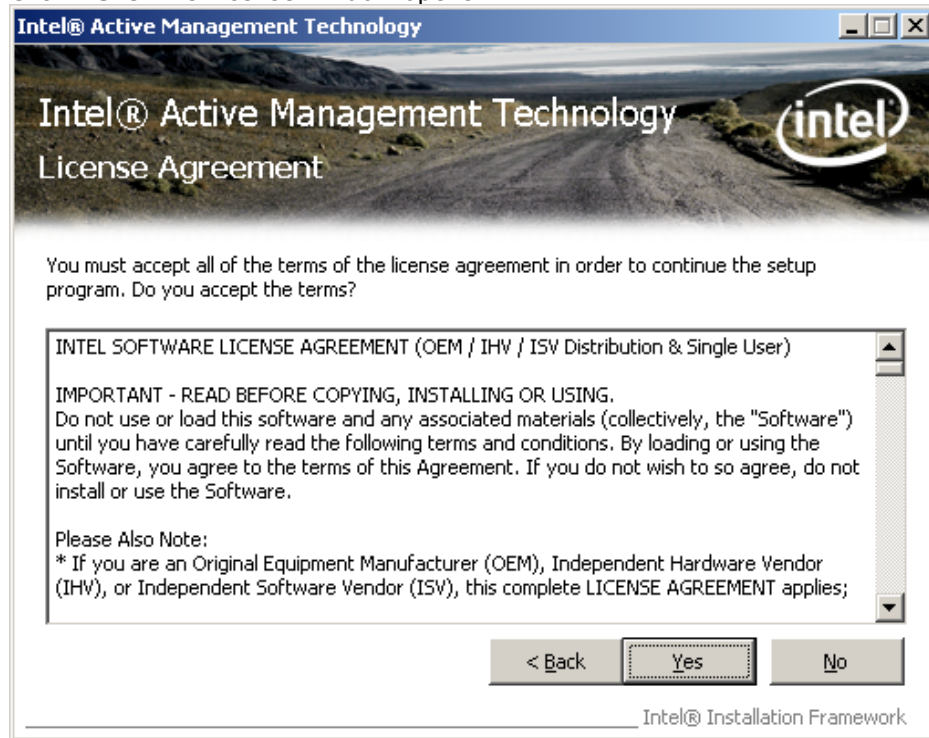 Intel® Active Management Technology
Intel® Active Management Technology
intel
License Agreement
You must accept all of the terms of the license agreement in order to continue the setup
program. Do you accept the terms?
INTEL SOFTWARE LICENSE AGREEMENT (OEM / IHV / ISV Distribution & Single User)
IMPORTANT - READ BEFORE COPYING, INSTALLING OR USING.
Do not use or load this software and any associated materials (collectively, the "Software")
until you have carefully read the following terms and conditions. By loading or using the
Software, you agree to the terms of this Agreement. If you do not wish to so agree, do not
install or use the Software.
Please Also Note:
* If you are an Original Equipment Manufacturer (OEM), Independent Hardware Vendor
(IHV), or Independent Software Vendor (ISV), this complete LICENSE AGREEMENT applies;
< Back Yes No
Intel® Installation Framework